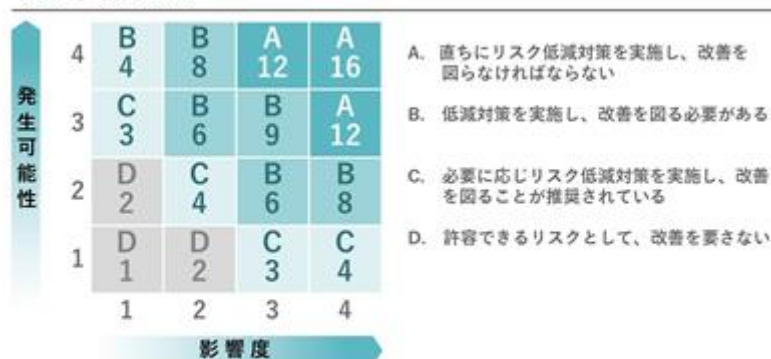 4
B
B
A
A
4
8
12
16
3
C
B
B
A
3
6
9
12
2
D
C
B
B
2
4
6
8
1
D
D
C
C
1
2
3
4
1 2 3 4
発生可能性
影響度
A. 直ちにリスク低減対策を実施し、改善を
図らなければならない
B. 低減対策を実施し、改善を図る必要がある
C. 必要に応じリスク低減対策を実施し、改善
を図ることが推奨されている
D. 許容できるリスクとして、改善を要さない